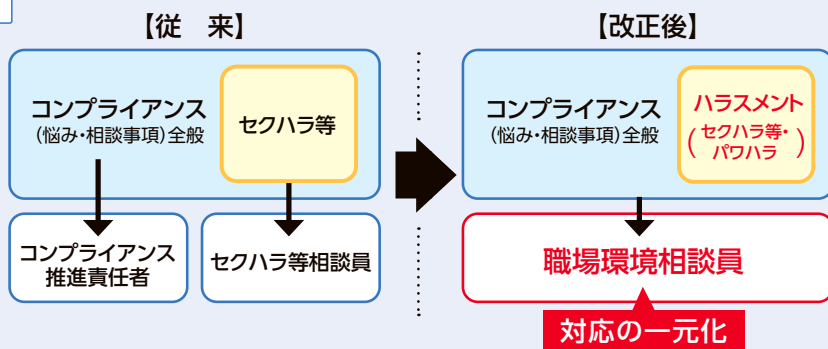 【従　来】
コンプライアンス
(悩み・相談事項)全般
セクハラ等
コンプライアンス
推進責任者
セクハラ等相談員
【改正後】
コンプライアンス
(悩み・相談事項)全般
ハラスメント
(セクハラ等・
パワハラ)
職場環境相談員
対応の一元化